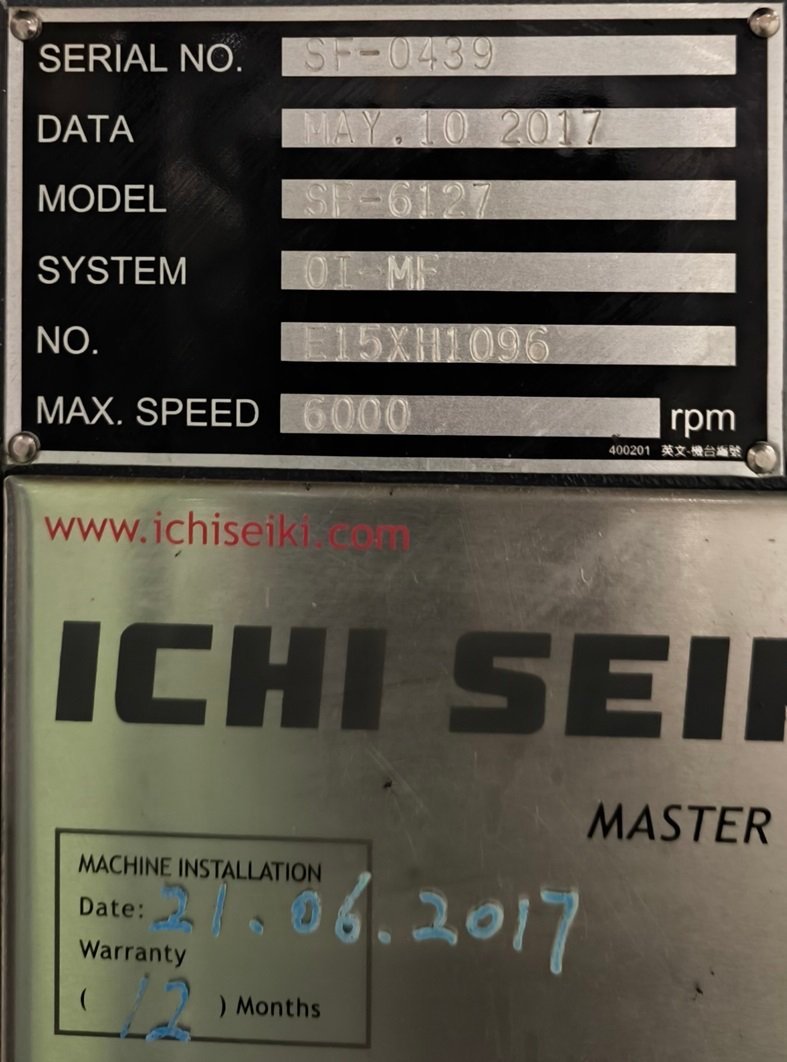 SERIAL NO. SF-0439
DATA MAY.10 2017
MODEL SF-6127
SYSTEM OI-MF
NO. E15XH1096
MAX. SPEED 6000 rpm
400201 英文-機台編號
www.ichiseiki.com
ICHI SEIK
MASTER
MACHINE INSTALLATION
Date: 21.06.2017
Warranty
( 12 ) Months